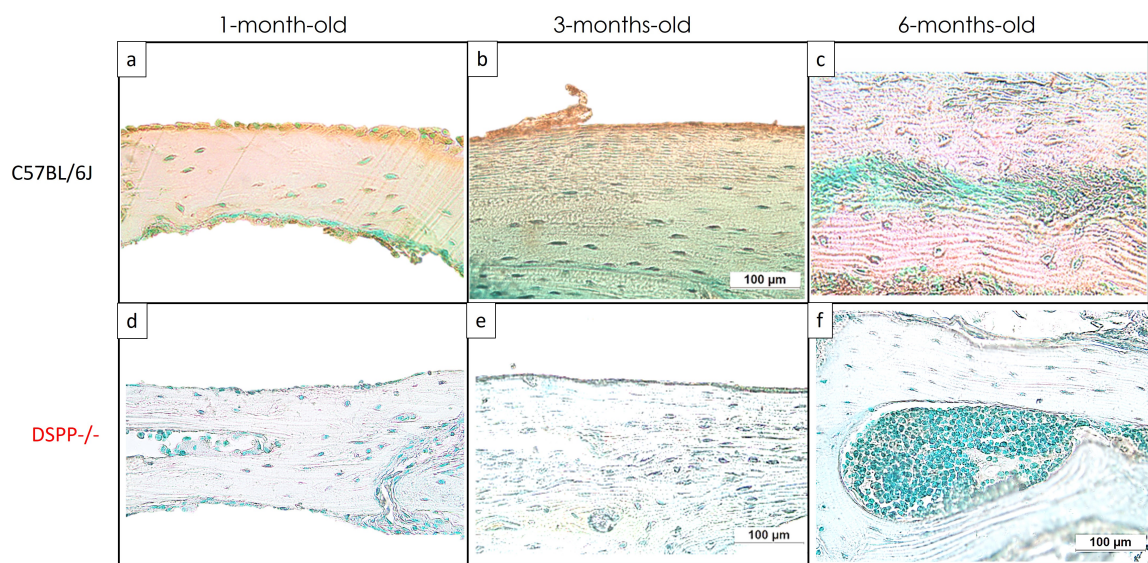 1-month-old 3-months-old 6-months-old
a b c
C57BL/6J
100 µm
d e f
DSPP-/-
100 µm 100 µm